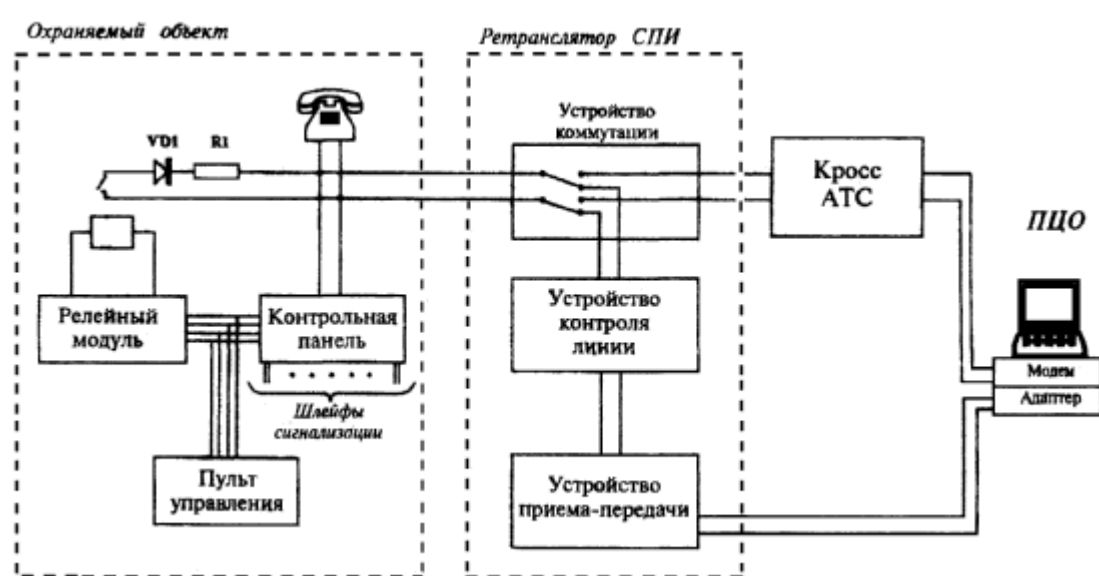 Охраняемый объект
Ретранслятор СПИ
Устройство
коммутации
VD1
R1
Кросс
АТС
ПЦО
Релейный
модуль
Контрольная
панель
Устройство
контроля
линии
Модем
Адаптер
Шлейфы
сигнализации
Пульт
управления
Устройство
приема-передачи